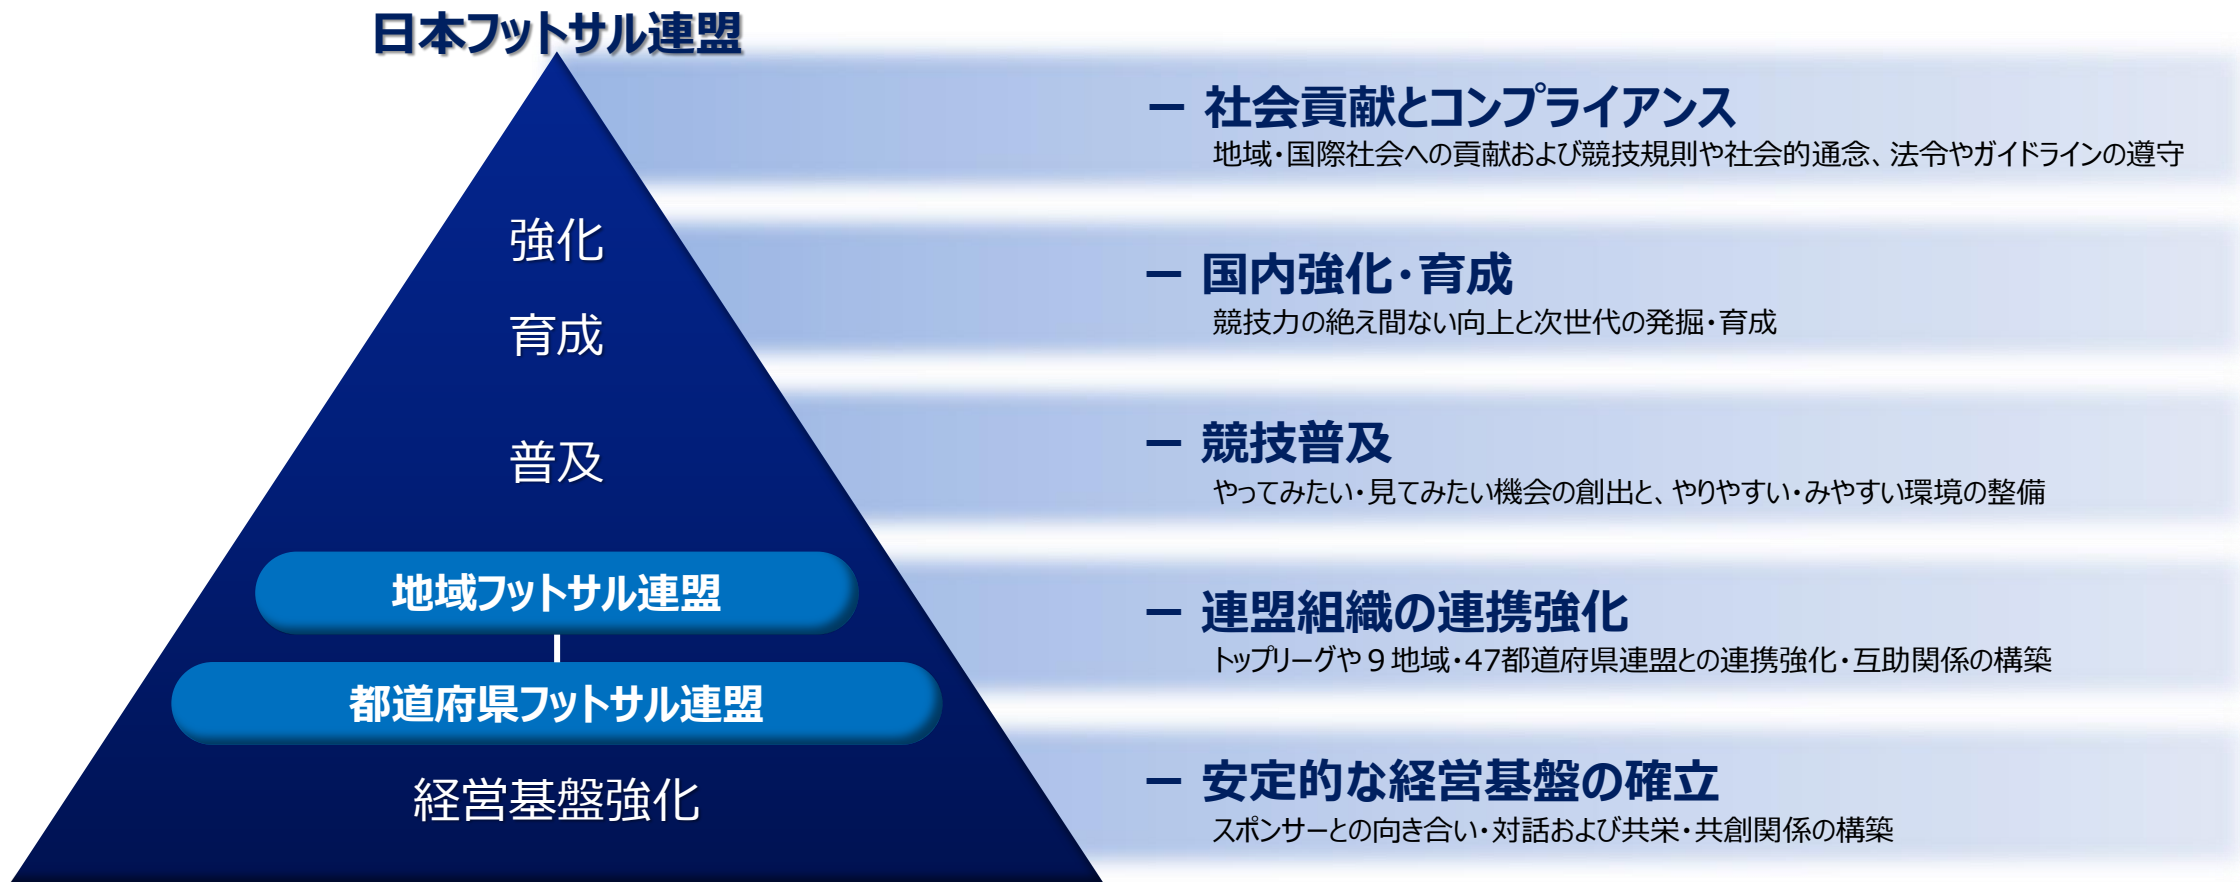 日本フットサル連盟
強化
育成
普及
地域フットサル連盟
都道府県フットサル連盟
経営基盤強化
― 社会貢献とコンプライアンス
地域・国際社会への貢献および競技規則や社会的通念、法令やガイドラインの遵守
― 国内強化・育成
競技力の絶え間ない向上と次世代の発掘・育成
― 競技普及
やってみたい・見てみたい機会の創出と、やりやすい・みやすい環境の整備
― 連盟組織の連携強化
トップリーグや９地域・47都道府県連盟との連携強化・互助関係の構築
― 安定的な経営基盤の確立
スポンサーとの向き合い・対話および共栄・共創関係の構築